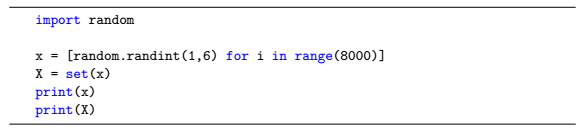 import random
x = [random.randint(1,6) for i in range(8000)]
X = set(x)
print(x)
print(X)